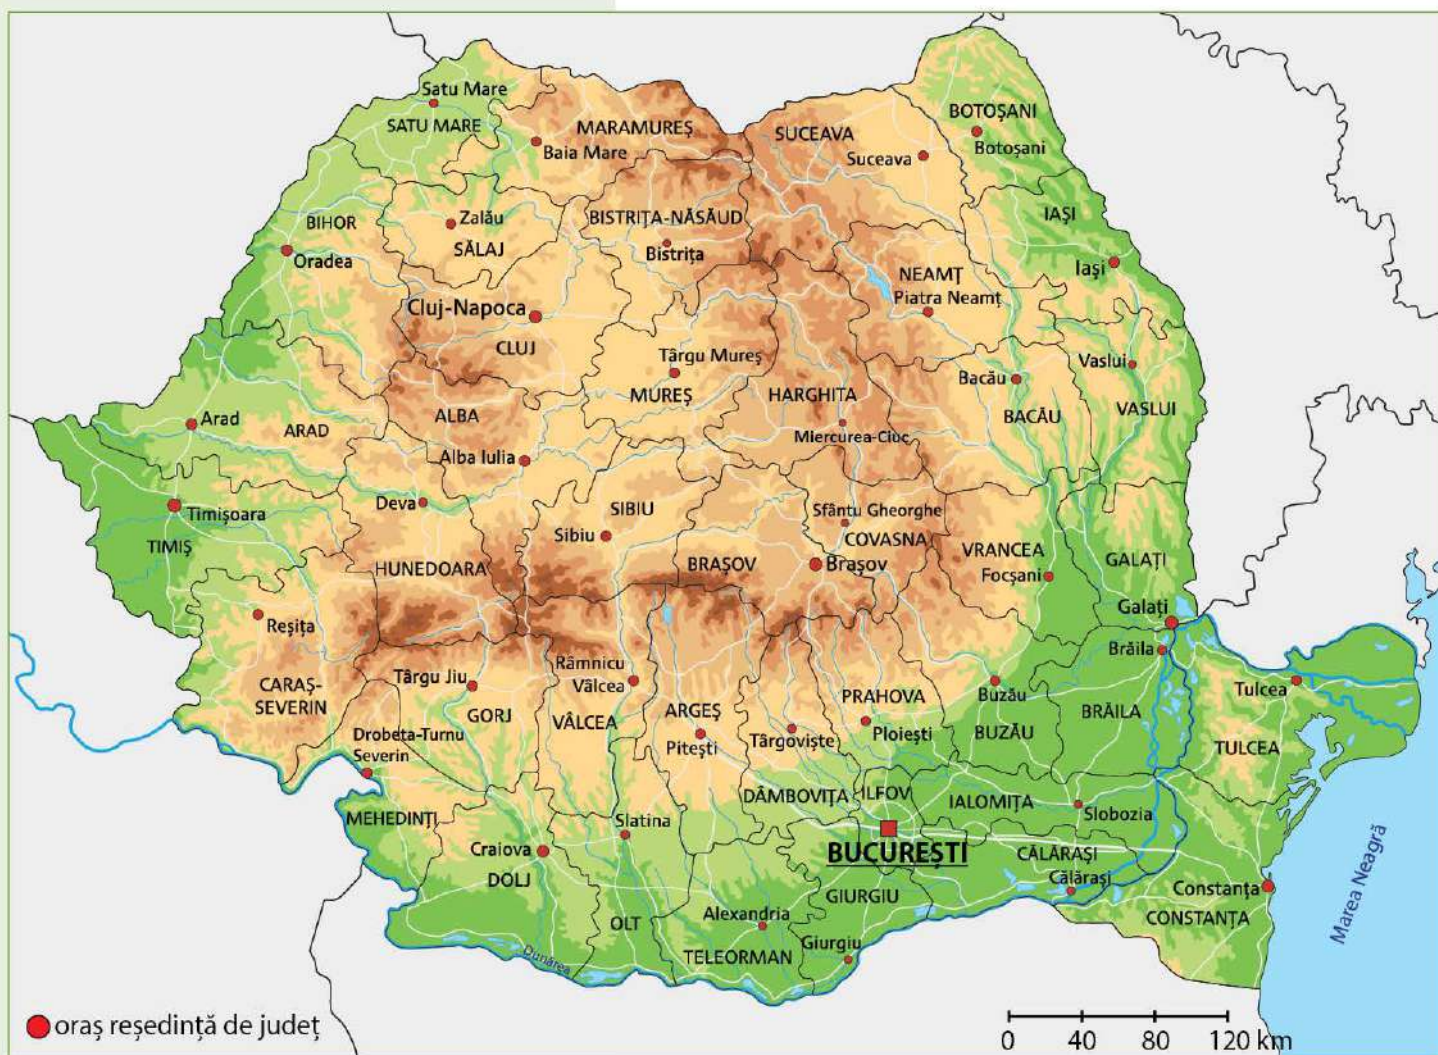 Satu Mare
SATU MARE
MARAMUREȘ
Baia Mare
SUCEAVA
Suceava
BOTOȘANI
Botoșani
BIHOR
Oradea
Zalău
SĂLAJ
BISTRIȚA-NĂSĂUD
Bistrița
IAȘI
Iași
NEAMȚ
Piatra Neamț
Cluj-Napoca
CLUJ
Târgu Mureș
MUREȘ
HARGHITA
Miercurea-Ciuc
Bacău
BACĂU
Vaslui
VASLUI
Arad
ARAD
ALBA
Alba Iulia
Timișoara
TIMIȘ
Deva
HUNEDOARA
SIBIU
Sibiu
BRAȘOV
Brașov
Sfântu Gheorghe
COVASNA
VRANCEA
Focșani
GALAȚI
Galați
Reșița
CARAȘ-
SEVERIN
Târgu Jiu
GORJ
Râmnicu
Vâlcea
VÂLCEA
ARGEȘ
Pitești
Târgoviște
DÂMBOVIȚA
PRAHOVA
Ploiești
Buzău
BUZĂU
Brăila
BRĂILA
Tulcea
TULCEA
Drobeta-Turnu
Severin
MEHEDINȚI
Craiova
DOLJ
Slatina
OLT
ILFOV
BUCUREȘTI
IALOMIȚA
Slobozia
CĂLĂRAȘI
Călărași
Constanța
CONSTANȚA
Alexandria
TELEORMAN
GIURGIU
Giurgiu
Dunărea
Marea Neagră
oraș reședință de județ
0 40 80 120 km